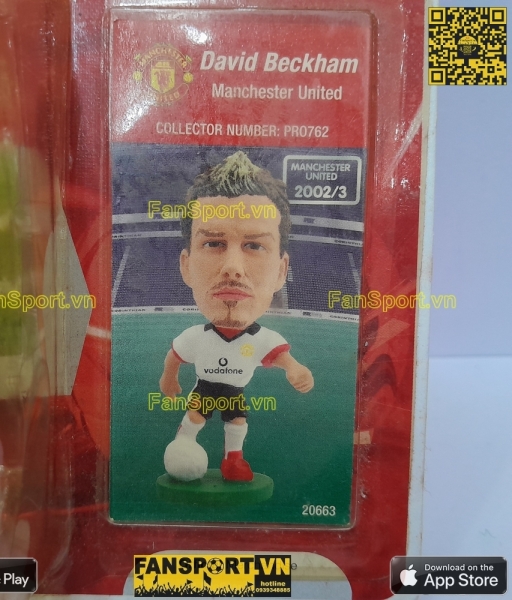 David Beckham
Manchester United
COLLECTOR NUMBER: PRO762
MANCHESTER
UNITED
2002/3
FanSport.vn
FanSport.vn
FanSport.vn
vodafone
FanSport.vn
20663
FANSPORT.VN
hotline
0939348885
Play
Download on the
App Store